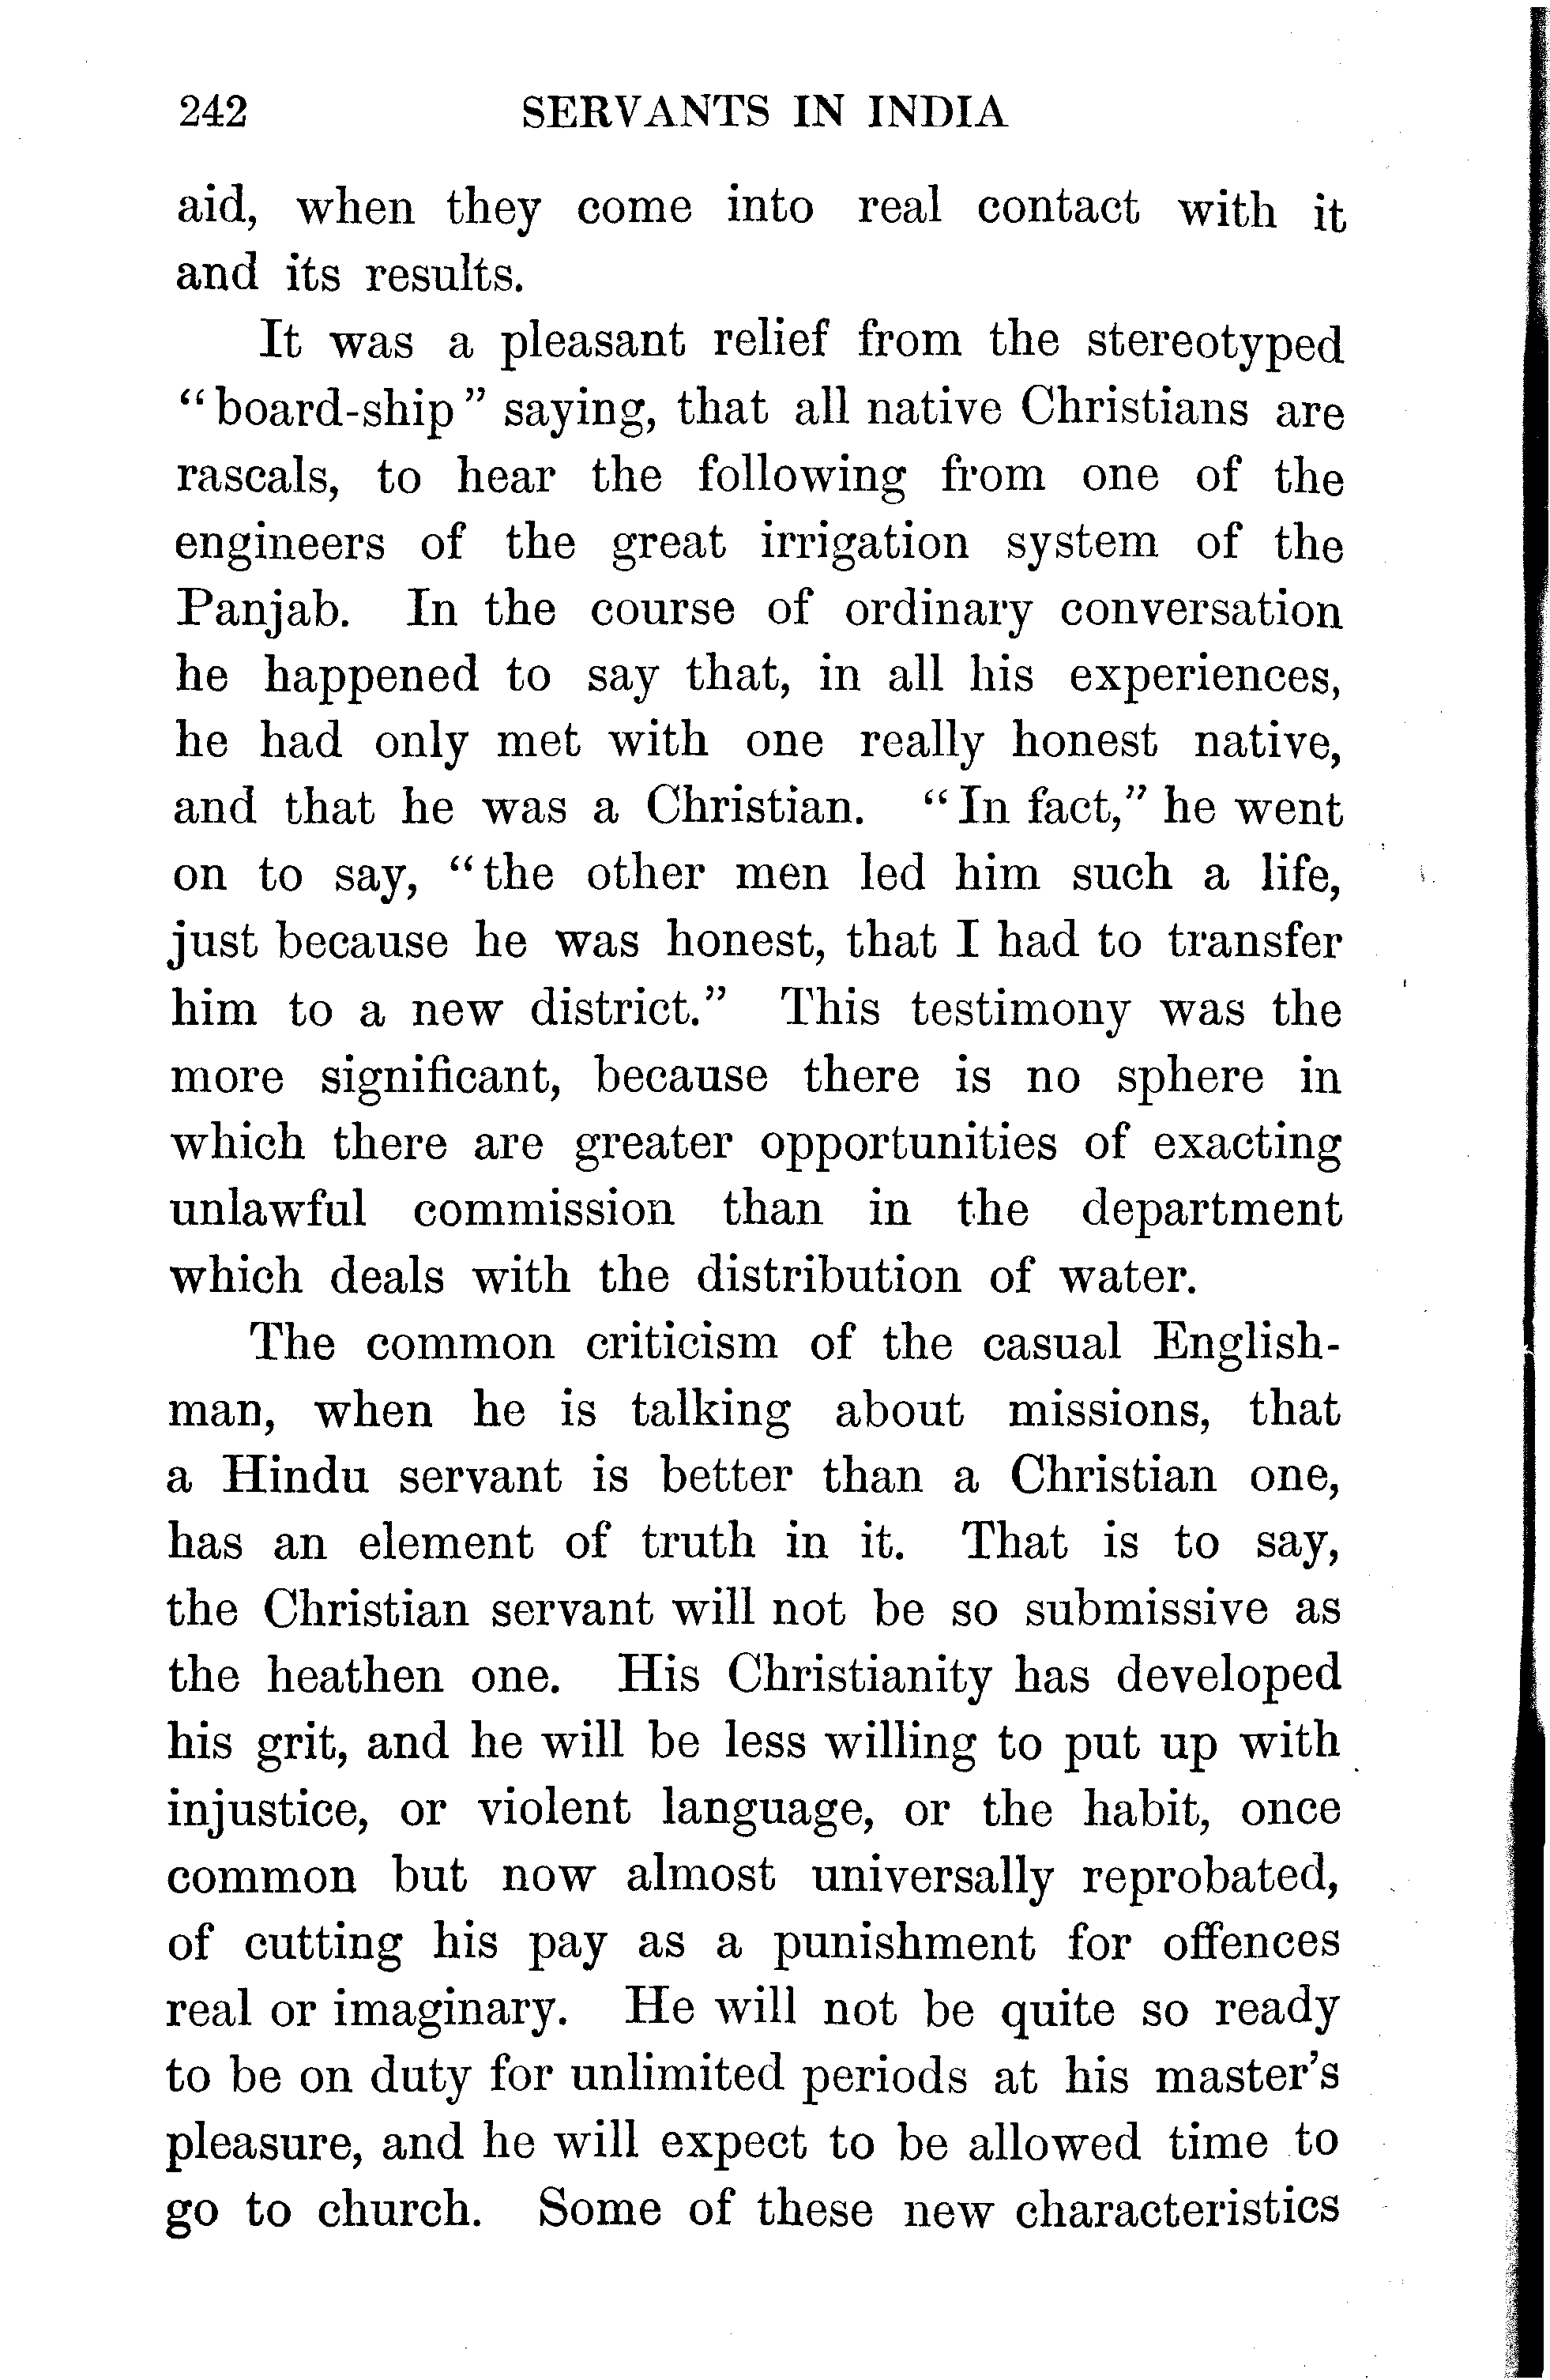 242 SERVANTS IN INDIA
aid, when they come into real contact with it
and its results.
It was a pleasant relief from the stereotyped
“board-ship” saying, that all native Christians are
rascals, to hear the following from one of the
engineers of the great irrigation system of the
Panjab. In the course of ordinary conversation
he happened to say that, in all his experiences,
he had only met with one really honest native,
and that he was a Christian. “In fact,” he went
on to say, “the other men led him such a life,
just because he was honest, that I had to transfer
him to a new district.” This testimony was the
more significant, because there is no sphere in
which there are greater opportunities of exacting
unlawful commission than in the department
which deals with the distribution of water.
The common criticism of the casual English-
man, when he is talking about missions, that
a Hindu servant is better than a Christian one,
has an element of truth in it. That is to say,
the Christian servant will not be so submissive as
the heathen one. His Christianity has developed
his grit, and he will be less willing to put up with
injustice, or violent language, or the habit, once
common but now almost universally reprobated,
of cutting his pay as a punishment for offences
real or imaginary. He will not be quite so ready
to be on duty for unlimited periods at his master's
pleasure, and he will expect to be allowed time to
go to church. Some of these new characteristics